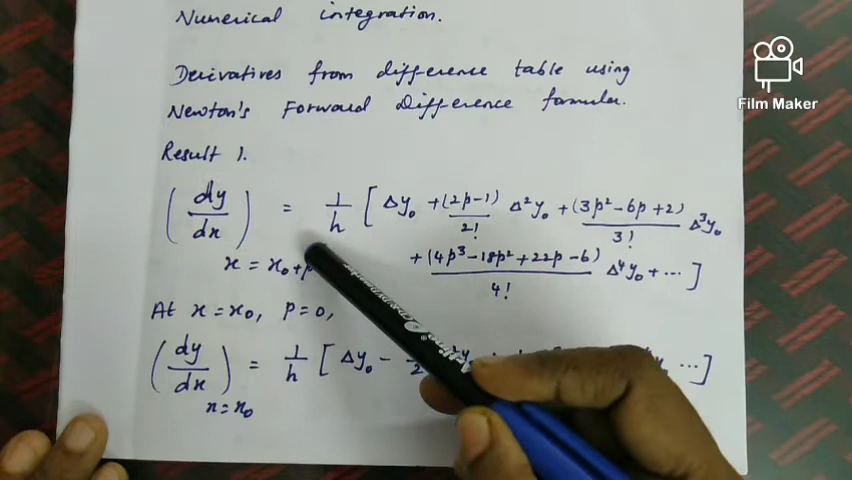 Numerical integration.
Film Maker
Derivatives from difference table using
Newton's Forward Difference formula.
Result 1.
(dy/dx) = 1/h [ Δy₀ + (2p-1)/2! Δ²y₀ + (3p²-6p+2)/3! Δ³y₀
x = x₀+p
+ (4p³-18p²+22p-6)/4! Δ⁴y₀ + ... ]
At x = x₀, p = 0,
(dy/dx) = 1/h [ Δy₀ - ... ]
x = x₀